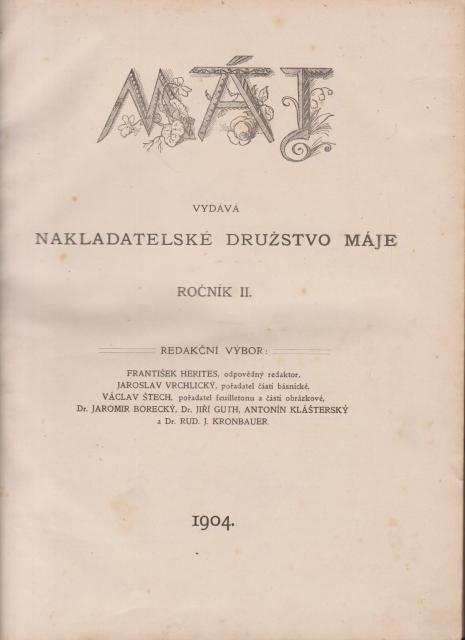 MÁJ
VYDÁVÁ
NAKLADATELSKÉ DRUŽSTVO MÁJE
ROČNÍK II.
REDAKČNÍ VÝBOR:
FRANTIŠEK HERITES, odpovědný redaktor,
JAROSLAV VRCHLICKÝ, pořadatel části básnické,
VÁCLAV ŠTECH, pořadatel feuilletonu a části obrázkové,
Dr. JAROMIR BORECKÝ, Dr. JIŘÍ GUTH, ANTONÍN KLÁŠTERSKÝ
a Dr. RUD. J. KRONBAUER.
1904.